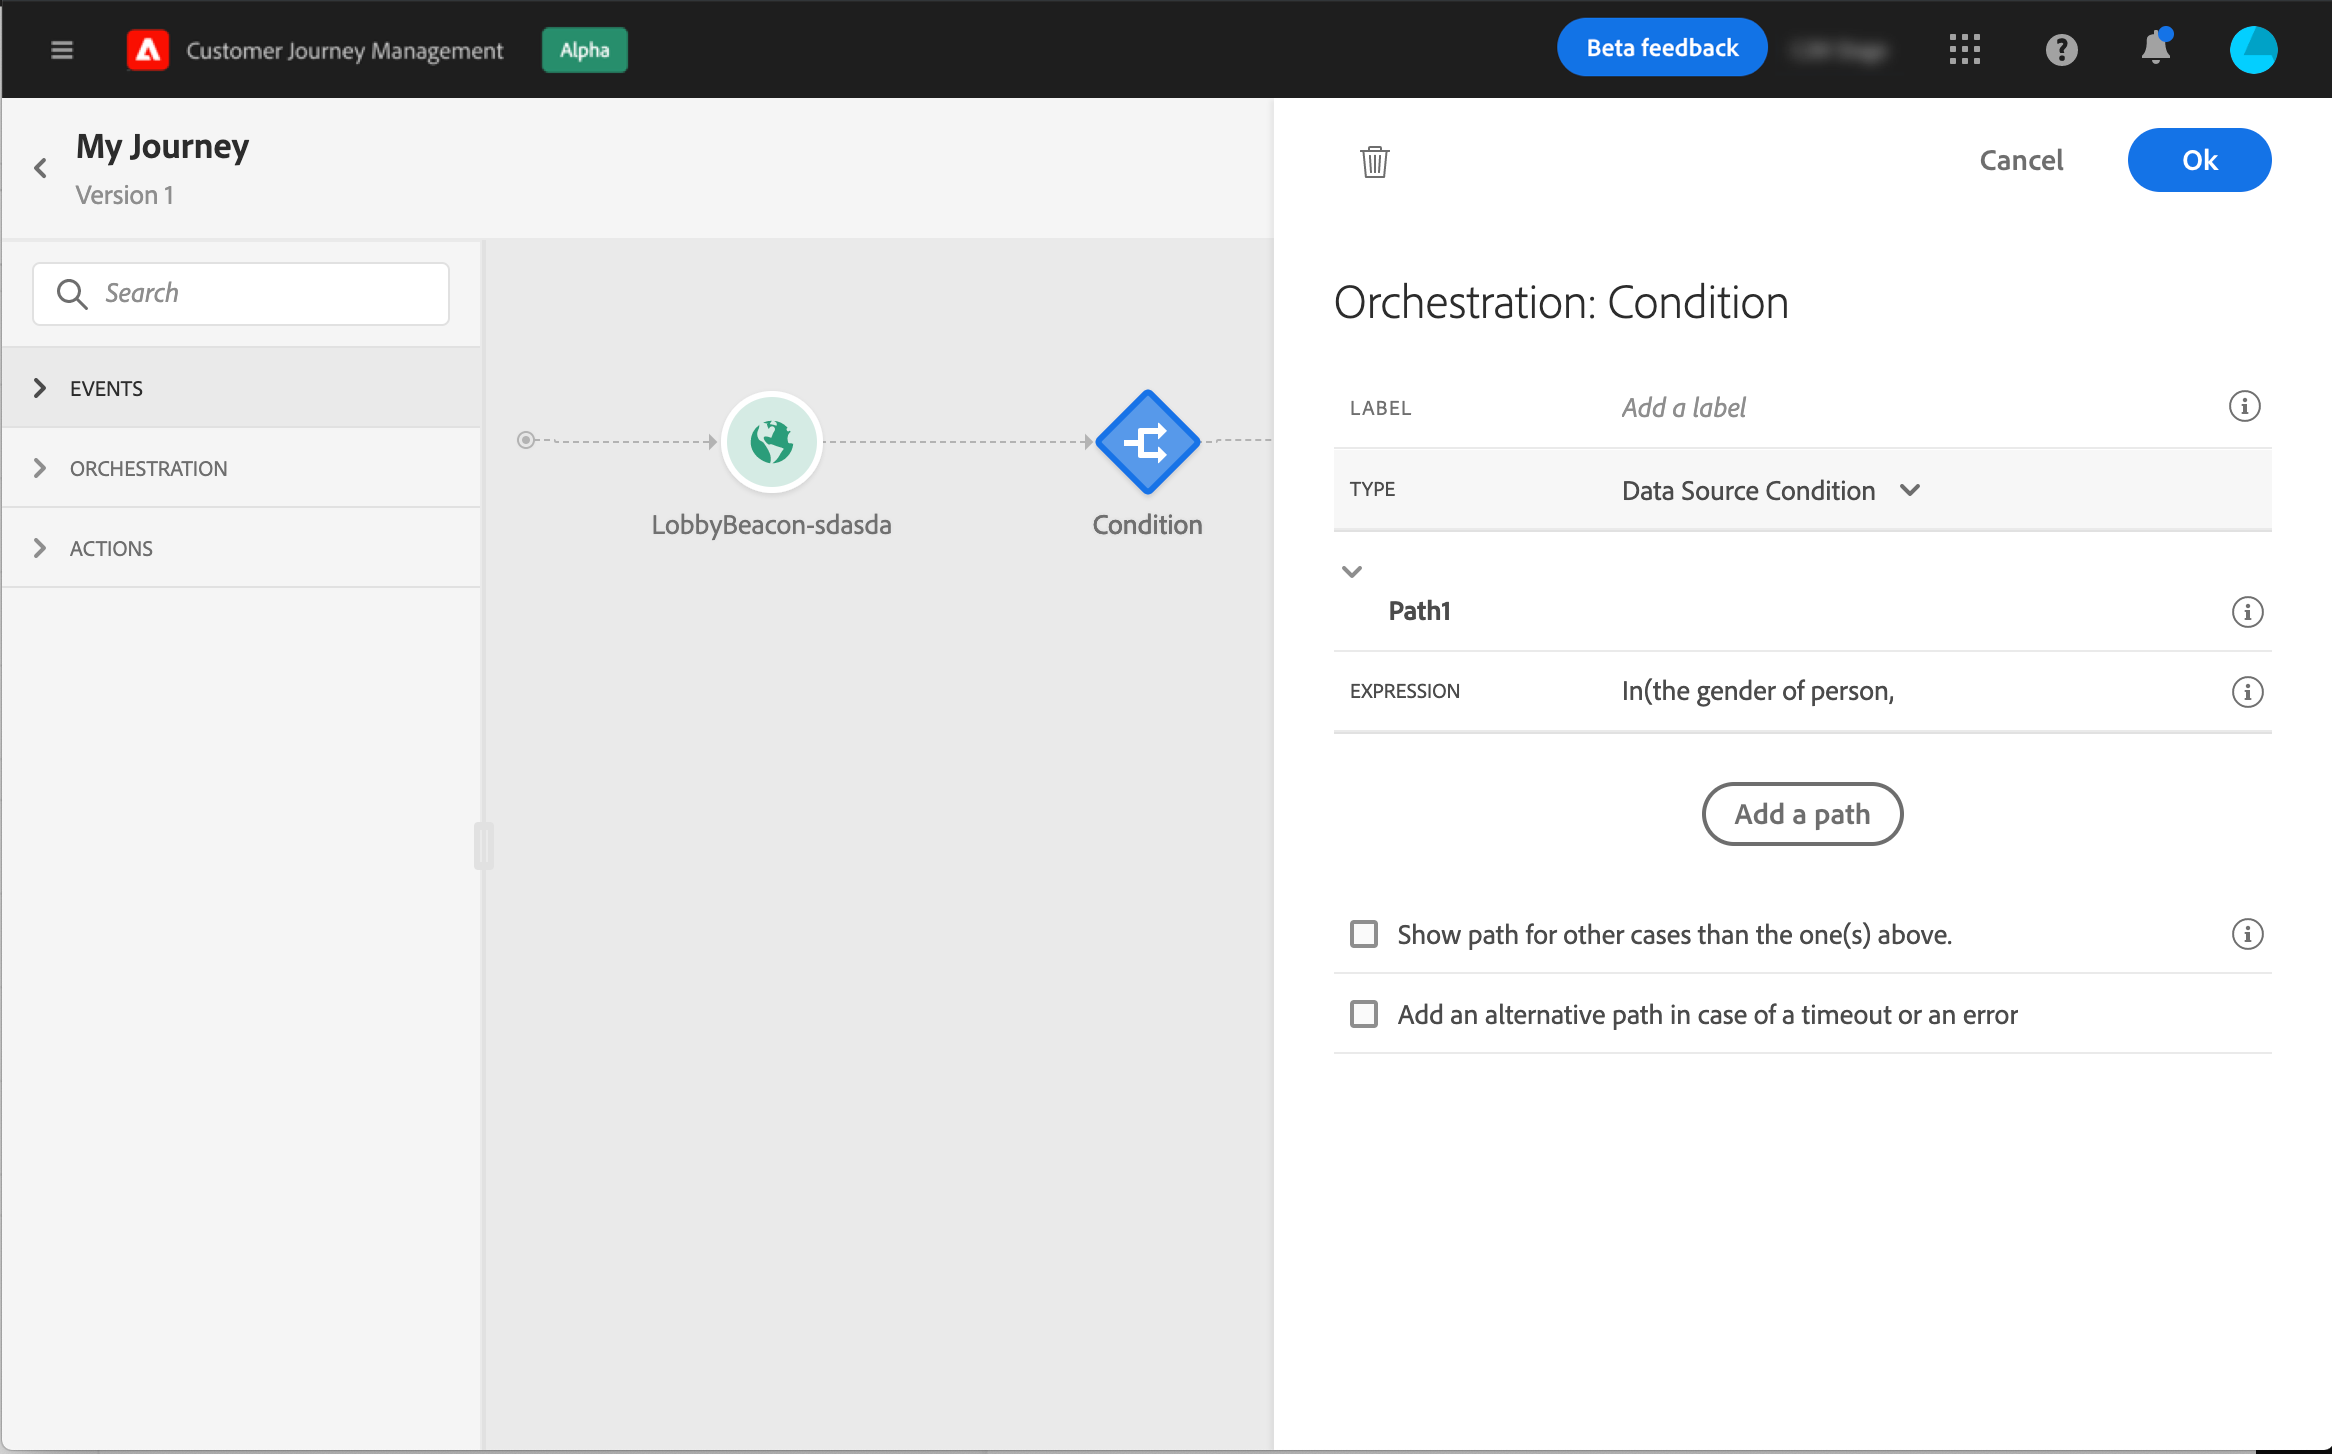 Customer Journey Management
Alpha
Beta feedback
My Journey
Version 1
Search
EVENTS
ORCHESTRATION
ACTIONS
LobbyBeacon-sdasda
Condition
Cancel
Ok
Orchestration: Condition
LABEL
Add a label
TYPE
Data Source Condition
Path1
EXPRESSION
In(the gender of person,
Add a path
Show path for other cases than the one(s) above.
Add an alternative path in case of a timeout or an error